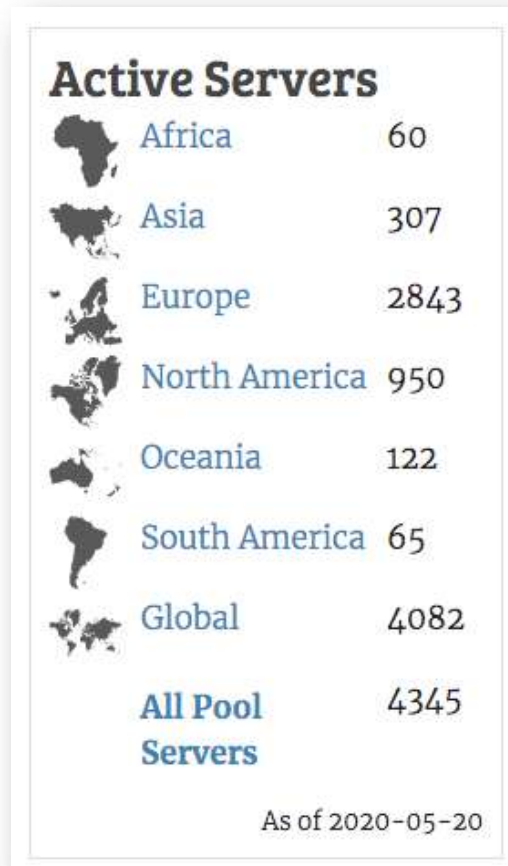 Active Servers
Africa 60
Asia 307
Europe 2843
North America 950
Oceania 122
South America 65
Global 4082
All Pool 4345
Servers
As of 2020-05-20